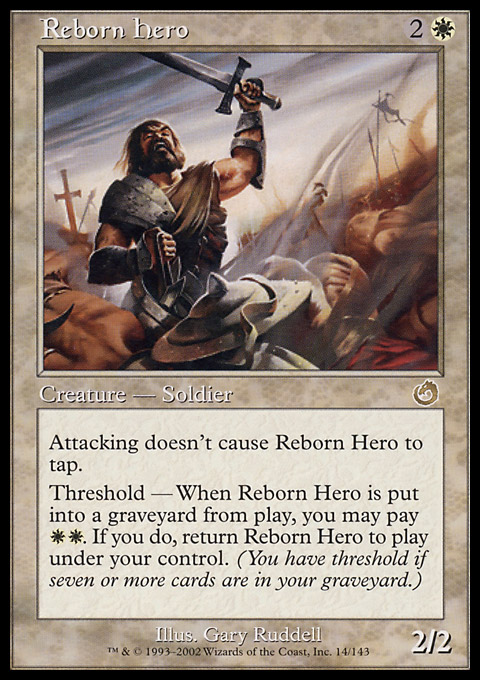 Reborn Hero 2
Creature — Soldier
Attacking doesn't cause Reborn Hero to
tap.
Threshold — When Reborn Hero is put
into a graveyard from play, you may pay
. If you do, return Reborn Hero to play
under your control. (You have threshold if
seven or more cards are in your graveyard.)
Illus. Gary Ruddell
2/2
™ & © 1993–2002 Wizards of the Coast, Inc. 14/143